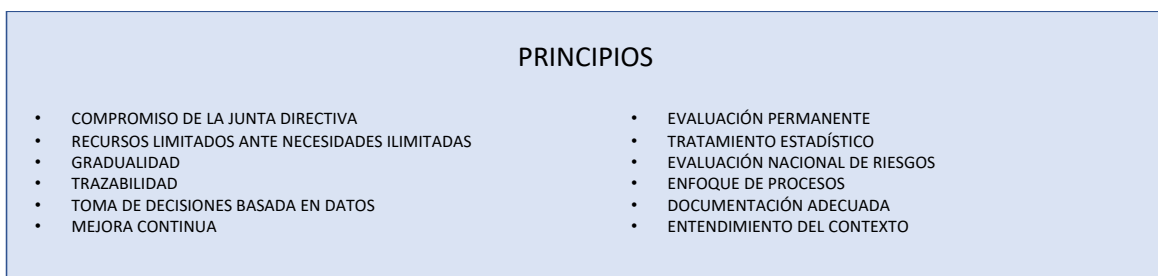 PRINCIPIOS
• COMPROMISO DE LA JUNTA DIRECTIVA
• RECURSOS LIMITADOS ANTE NECESIDADES ILIMITADAS
• GRADUALIDAD
• TRAZABILIDAD
• TOMA DE DECISIONES BASADA EN DATOS
• MEJORA CONTINUA
• EVALUACIÓN PERMANENTE
• TRATAMIENTO ESTADÍSTICO
• EVALUACIÓN NACIONAL DE RIESGOS
• ENFOQUE DE PROCESOS
• DOCUMENTACIÓN ADECUADA
• ENTENDIMIENTO DEL CONTEXTO